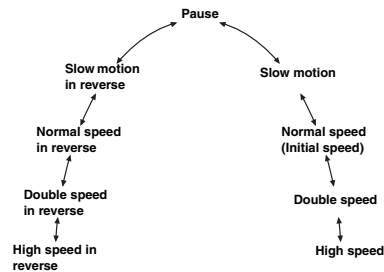 Pause
Slow motion
in reverse
Slow motion
Normal speed
in reverse
Normal speed
(Initial speed)
Double speed
in reverse
Double speed
High speed in
reverse
High speed